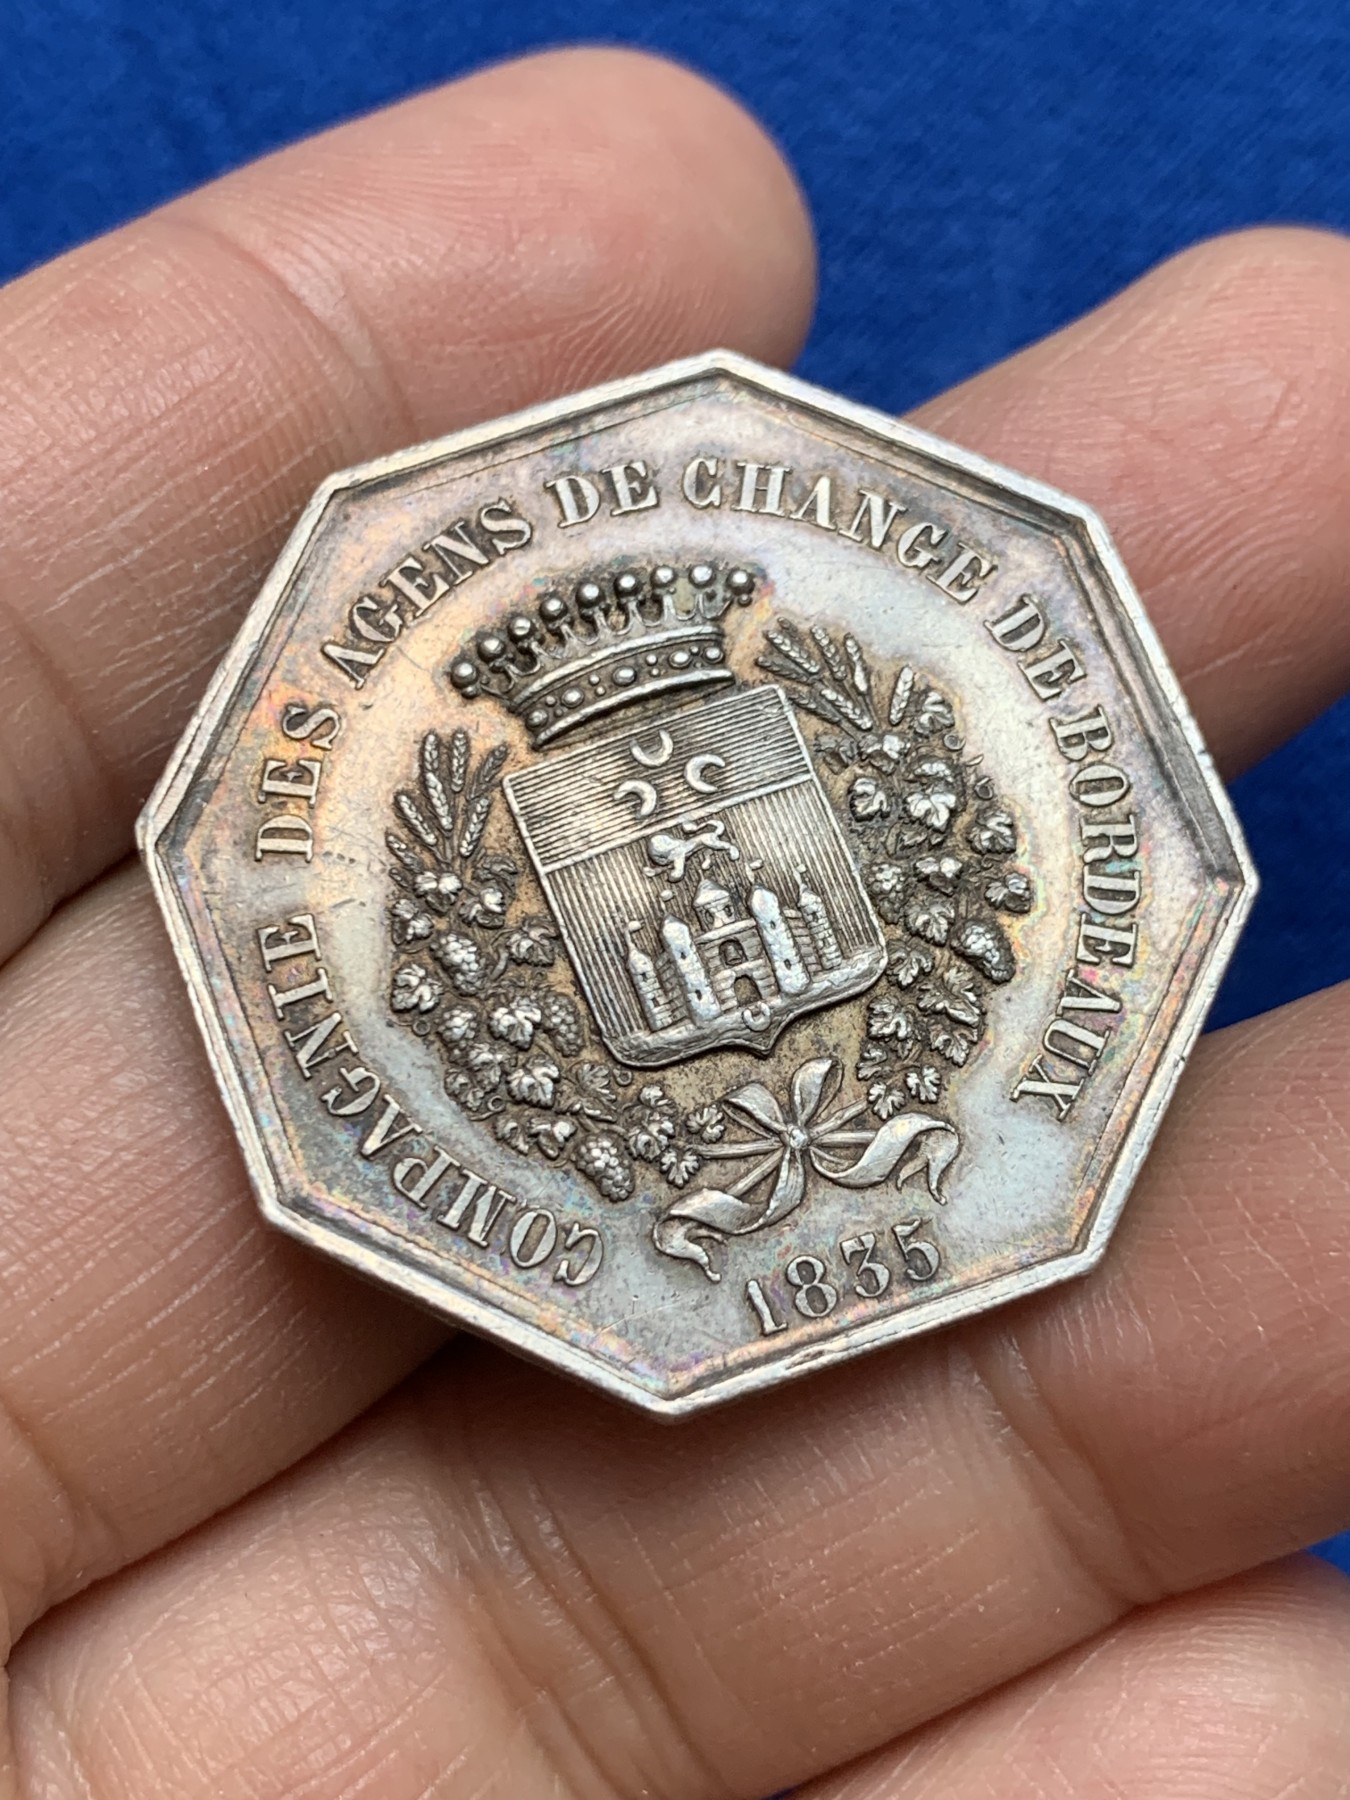 COMPAGNIE DES AGENS DE CHANGE DE BORDEAUX
1835